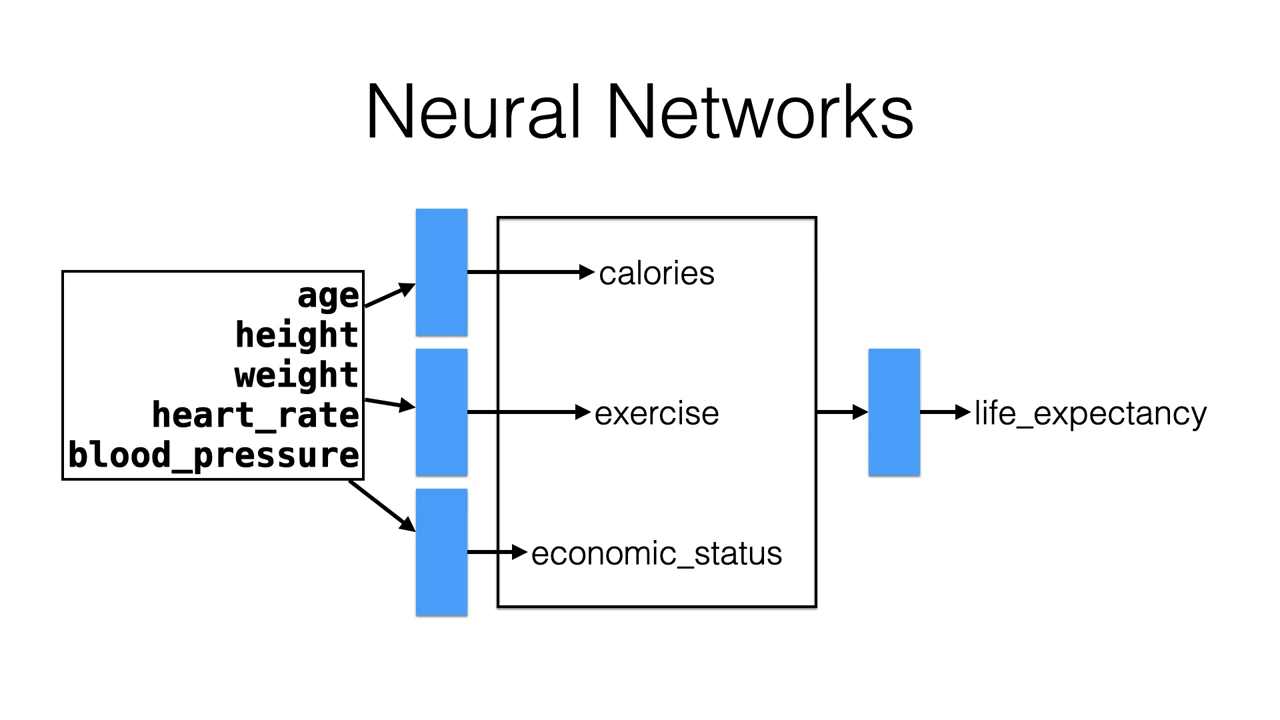 Neural Networks
age
height
weight
heart_rate
blood_pressure
calories
exercise
economic_status
life_expectancy